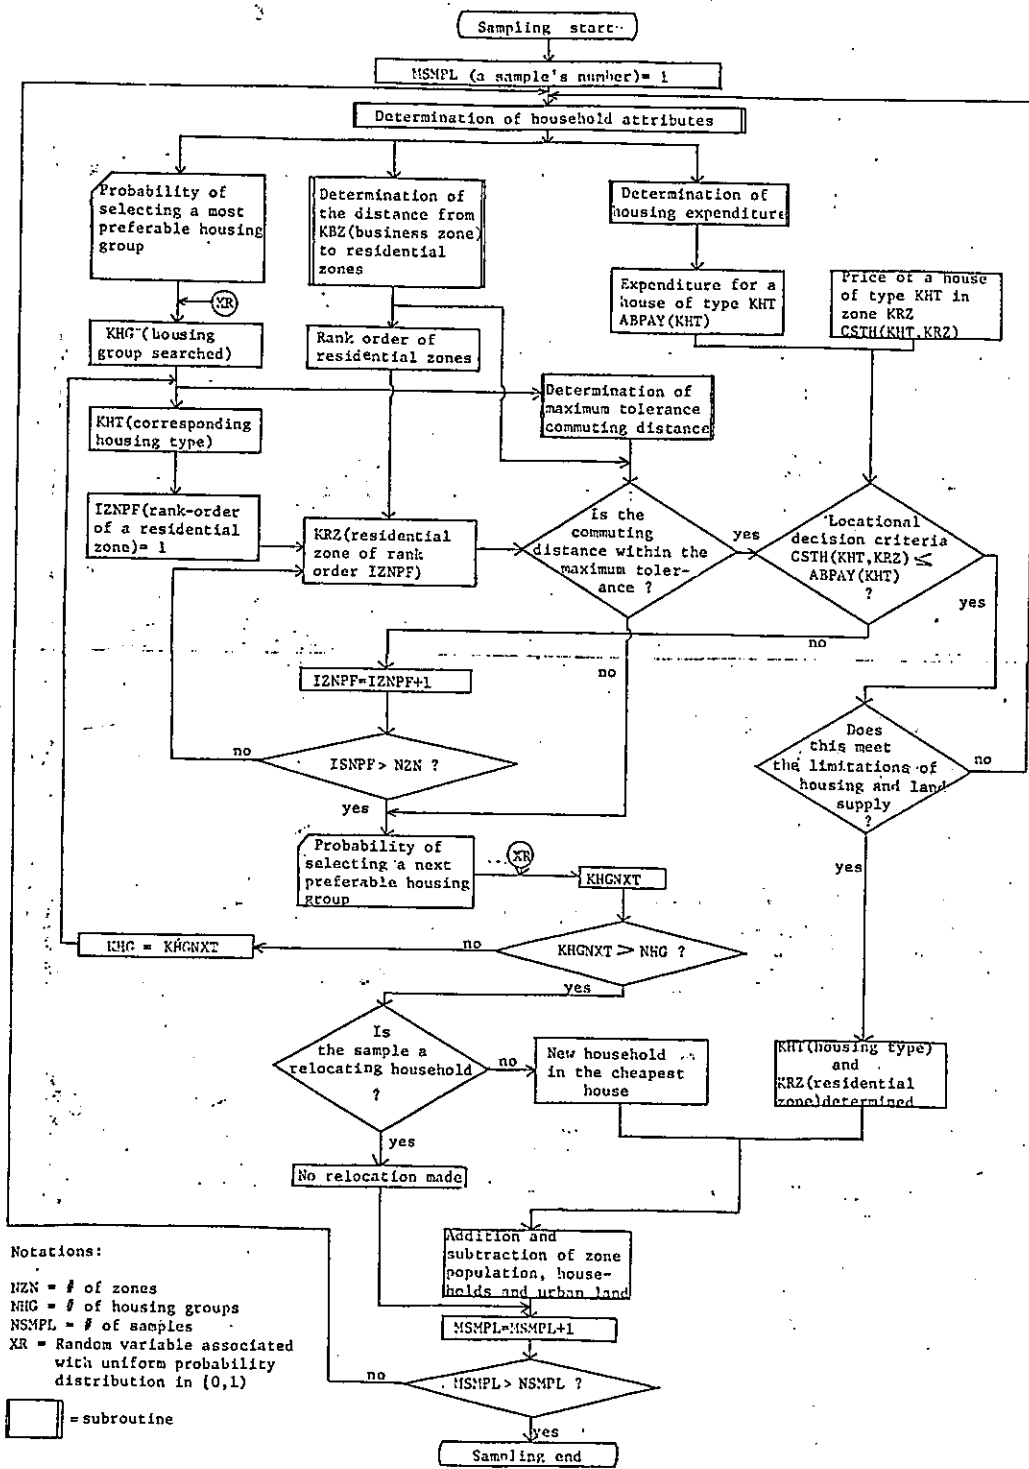 Sampling start
MSMPL (a sample's number)= 1
Determination of household attributes
Probability of
selecting a most
preferable housing
group
Determination of
the distance from
KBZ(business zone)
to residential
zones
Determination of
housing expenditure
XR
Expenditure for a
house of type KHT
ABPAY(KHT)
Price of a house
of type KHT in
zone KRZ
CSTH(KHT,KRZ)
KHG (housing
group searched)
Rank order of
residential zones
Determination of
maximum tolerance
commuting distance
KHT(corresponding
housing type)
IZNPF(rank-order
of a residential
zone)= 1
KRZ(residential
zone of rank
order IZNPF)
Is the
commuting
distance within the
maximum toler-
ance ?
yes
Locational
decision criteria
CSTH(KHT,KRZ) ≤
ABPAY(KHT)
?
yes
no
no
IZNPF=IZNPF+1
no
ISNPF> NZN ?
yes
Does
this meet
the limitations of
housing and land
supply
?
no
yes
Probability of
selecting a next
preferable housing
group
XR
KHGNXT
KHG = KHGNXT
no
KHGNXT > NHG ?
yes
Is
the sample a
relocating household
?
no
New household
in the cheapest
house
KHT(housing type)
and
KRZ(residential
zone)determined
yes
No relocation made
Addition and
subtraction of zone
population, house-
holds and urban land
MSMPL=MSMPL+1
no
MSMPL> NSMPL ?
yes
Sampling end
Notations:
NZN = # of zones
NHG = # of housing groups
NSMPL = # of samples
XR = Random variable associated
with uniform probability
distribution in [0,1)
= subroutine